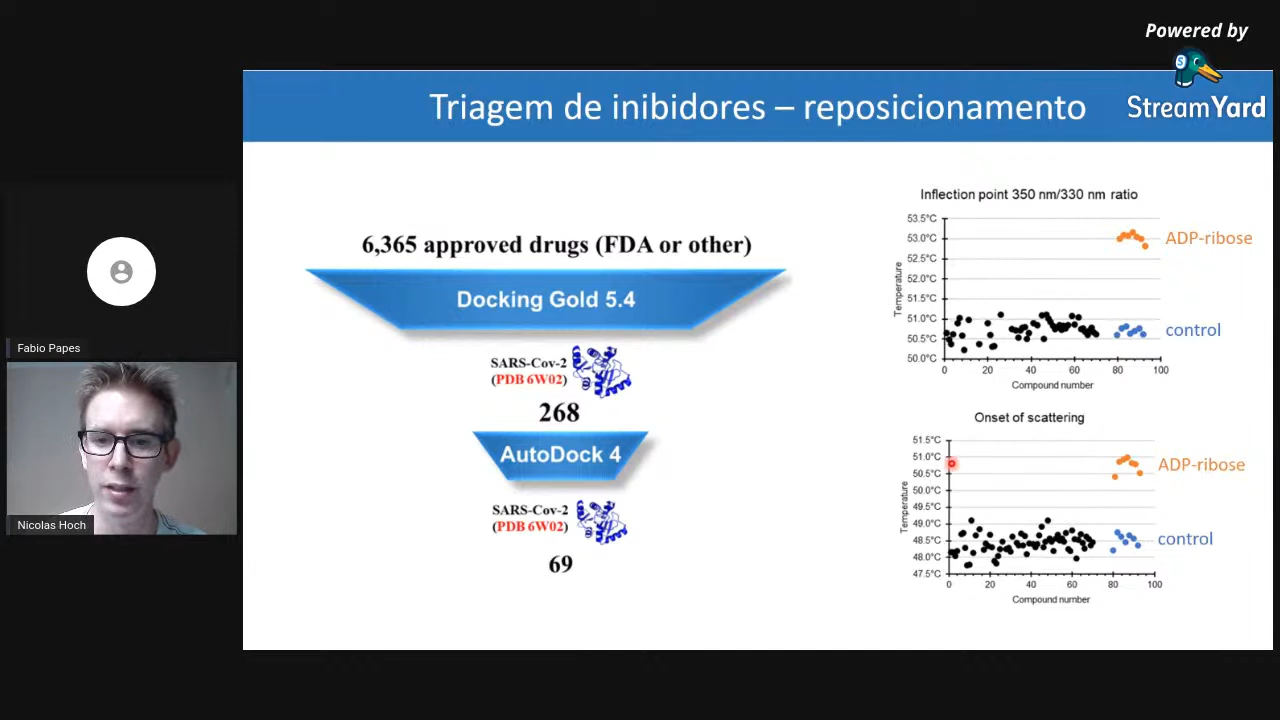 Powered by
StreamYard
Triagem de inibidores – reposicionamento
6,365 approved drugs (FDA or other)
Docking Gold 5.4
SARS-Cov-2
(PDB 6W02)
268
AutoDock 4
SARS-Cov-2
(PDB 6W02)
69
Inflection point 350 nm/330 nm ratio
53.5°C
53.0°C
52.5°C
52.0°C
51.5°C
51.0°C
50.5°C
50.0°C
Temperature
0 20 40 60 80 100
Compound number
ADP-ribose
control
Onset of scattering
51.5°C
51.0°C
50.5°C
50.0°C
49.5°C
49.0°C
48.5°C
48.0°C
47.5°C
Temperature
0 20 40 60 80 100
Compound number
ADP-ribose
control
Fabio Papes
Nicolas Hoch